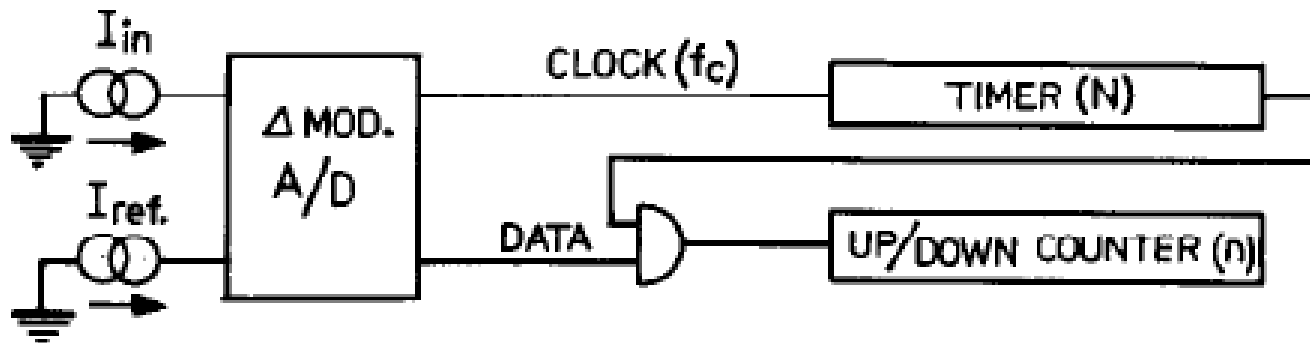 Iin
CLOCK (fc)
TIMER (N)
Δ MOD.
A/D
Iref.
DATA
UP/DOWN COUNTER (n)